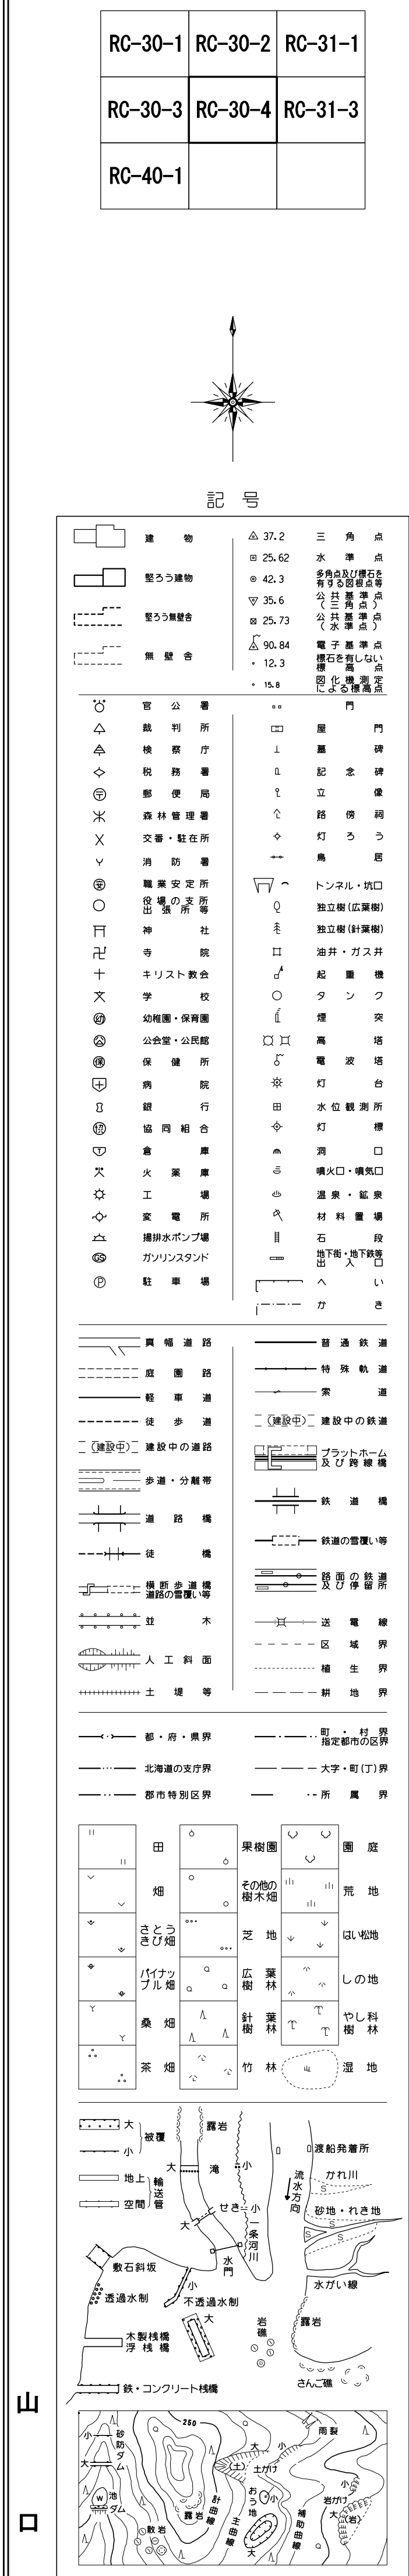 RC-30-1 RC-30-2 RC-31-1
RC-30-3 RC-30-4 RC-31-3
RC-40-1
記号
建物
堅ろう建物
堅ろう無壁舎
無壁舎
37.2 三角点
25.62 水準点
42.3 多角点及び標石を
有する図根点等
35.6 公共基準点
(三角点)
25.73 公共基準点
(水準点)
90.84 電子基準点
12.3 標石を有しない
標高点
15.8 図化機測定
による標高点
官公署
裁判所
検察庁
税務署
郵便局
森林管理署
交番・駐在所
消防署
職業安定所
役場の支所
出張所等
神社
寺院
キリスト教会
文 学校
幼 幼稚園・保育園
公 公会堂・公民館
保 保健所
病院
銀行
協 協同組合
倉庫
火薬庫
工場
変電所
揚排水ポンプ場
GS ガソリンスタンド
P 駐車場
門
屋門
墓碑
記念碑
立像
路傍祠
灯ろう
鳥居
トンネル・坑口
独立樹(広葉樹)
独立樹(針葉樹)
油井・ガス井
起重機
タンク
煙突
高塔
電波塔
灯台
水位観測所
灯標
洞口
噴火口・噴気口
温泉・鉱泉
材料置場
石段
地下街・地下鉄等
出入口
へい
かき
真幅道路
庭園路
軽車道
徒歩道
(建設中) 建設中の道路
歩道・分離帯
道路橋
徒橋
横断歩道橋
道路の雪覆い等
並木
人工斜面
土堤等
普通鉄道
特殊軌道
索道
(建設中) 建設中の鉄道
プラットホーム
及び跨線橋
鉄道橋
鉄道の雪覆い等
路面の鉄道
及び停留所
送電線
区域界
植生界
耕地界
都・府・県界
北海道の支庁界
郡市特別区界
町・村界
指定都市の区界
大字・町(丁)界
所属界
田 果樹園 園庭
畑 その他の
樹木畑 荒地
さとう
きび畑 芝地 はい松地
パイナッ
プル畑 広葉
樹林 しの地
桑畑 針葉
樹林 やし科
樹林
茶畑 竹林 湿地
大
小
被覆
地上
空間
輸送管
露岩
大
滝
小
せき
大
小
一条河川
水門
渡船発着所
流水方向
かれ川
砂地・れき地
S
S
S
水がい線
敷石斜坂
透過水制
小
不透過水制
大
木製桟橋
浮桟橋
鉄・コンクリート桟橋
岩礁
露岩
さんご礁
小
砂防ダム
大
W
池
ダム
散岩
250
露岩
計曲線
主曲線
(土)
大
小
土がけ
おう地
小
大
補助曲線
雨裂
岩がけ
小
大
(岩)
山
口